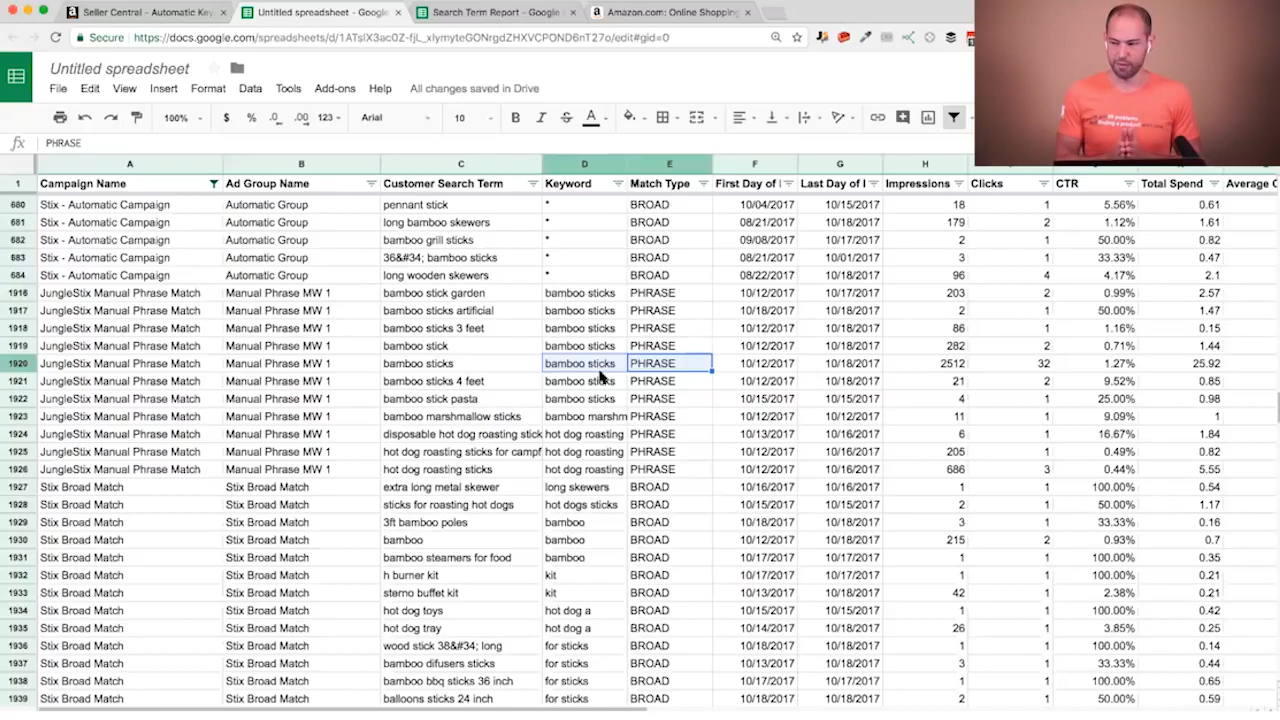 Seller Central - Automatic Key
Untitled spreadsheet - Google
Search Term Report - Google
Amazon.com: Online Shopping
Secure https://docs.google.com/spreadsheets/d/1ATsIX3ac0Z-fjL_xIymyteGONrgdZHXVCPOND6nT27o/edit#gid=0
Untitled spreadsheet
File Edit View Insert Format Data Tools Add-ons Help All changes saved in Drive
100% $ % .0 .00 123 Arial 10 B I S A
fx PHRASE
A B C D E F G H
1 Campaign Name Ad Group Name Customer Search Term Keyword Match Type First Day of Last Day of Impressions Clicks CTR Total Spend Average C
680 Stix - Automatic Campaign Automatic Group pennant stick * BROAD 10/04/2017 10/15/2017 18 1 5.56% 0.61
681 Stix - Automatic Campaign Automatic Group long bamboo skewers * BROAD 08/21/2017 10/18/2017 179 2 1.12% 1.61
682 Stix - Automatic Campaign Automatic Group bamboo grill sticks * BROAD 09/08/2017 10/17/2017 2 1 50.00% 0.82
683 Stix - Automatic Campaign Automatic Group 36&#34; bamboo sticks * BROAD 08/21/2017 10/01/2017 3 1 33.33% 0.47
684 Stix - Automatic Campaign Automatic Group long wooden skewers * BROAD 08/22/2017 10/18/2017 96 4 4.17% 2.1
1916 JungleStix Manual Phrase Match Manual Phrase MW 1 bamboo stick garden bamboo sticks PHRASE 10/12/2017 10/17/2017 203 2 0.99% 2.57
1917 JungleStix Manual Phrase Match Manual Phrase MW 1 bamboo sticks artificial bamboo sticks PHRASE 10/18/2017 10/18/2017 2 1 50.00% 1.47
1918 JungleStix Manual Phrase Match Manual Phrase MW 1 bamboo sticks 3 feet bamboo sticks PHRASE 10/12/2017 10/18/2017 86 1 1.16% 0.15
1919 JungleStix Manual Phrase Match Manual Phrase MW 1 bamboo stick bamboo sticks PHRASE 10/12/2017 10/18/2017 282 2 0.71% 1.44
1920 JungleStix Manual Phrase Match Manual Phrase MW 1 bamboo sticks bamboo sticks PHRASE 10/12/2017 10/18/2017 2512 32 1.27% 25.92
1921 JungleStix Manual Phrase Match Manual Phrase MW 1 bamboo sticks 4 feet bamboo sticks PHRASE 10/12/2017 10/18/2017 21 2 9.52% 0.85
1922 JungleStix Manual Phrase Match Manual Phrase MW 1 bamboo stick pasta bamboo sticks PHRASE 10/15/2017 10/15/2017 4 1 25.00% 0.98
1923 JungleStix Manual Phrase Match Manual Phrase MW 1 bamboo marshmallow sticks bamboo marshm PHRASE 10/12/2017 10/12/2017 11 1 9.09% 1
1924 JungleStix Manual Phrase Match Manual Phrase MW 1 disposable hot dog roasting stick hot dog roasting PHRASE 10/13/2017 10/16/2017 6 1 16.67% 1.84
1925 JungleStix Manual Phrase Match Manual Phrase MW 1 hot dog roasting sticks for campf hot dog roasting PHRASE 10/12/2017 10/16/2017 205 1 0.49% 0.82
1926 JungleStix Manual Phrase Match Manual Phrase MW 1 hot dog roasting sticks hot dog roasting PHRASE 10/12/2017 10/16/2017 686 3 0.44% 5.55
1927 Stix Broad Match Stix Broad Match extra long metal skewer long skewers BROAD 10/16/2017 10/16/2017 1 1 100.00% 0.54
1928 Stix Broad Match Stix Broad Match sticks for roasting hot dogs hot dogs sticks BROAD 10/15/2017 10/15/2017 2 1 50.00% 1.17
1929 Stix Broad Match Stix Broad Match 3ft bamboo poles bamboo BROAD 10/18/2017 10/18/2017 3 1 33.33% 0.16
1930 Stix Broad Match Stix Broad Match bamboo bamboo BROAD 10/12/2017 10/18/2017 215 2 0.93% 0.7
1931 Stix Broad Match Stix Broad Match bamboo steamers for food bamboo BROAD 10/17/2017 10/17/2017 1 1 100.00% 0.35
1932 Stix Broad Match Stix Broad Match h burner kit kit BROAD 10/17/2017 10/17/2017 1 1 100.00% 0.21
1933 Stix Broad Match Stix Broad Match sterno buffet kit kit BROAD 10/13/2017 10/18/2017 42 1 2.38% 0.21
1934 Stix Broad Match Stix Broad Match hot dog toys hot dog a BROAD 10/15/2017 10/15/2017 1 1 100.00% 0.42
1935 Stix Broad Match Stix Broad Match hot dog tray hot dog a BROAD 10/14/2017 10/18/2017 26 1 3.85% 0.25
1936 Stix Broad Match Stix Broad Match wood stick 38&#34; long for sticks BROAD 10/18/2017 10/18/2017 1 1 100.00% 0.14
1937 Stix Broad Match Stix Broad Match bamboo difusers sticks for sticks BROAD 10/13/2017 10/18/2017 3 1 33.33% 0.44
1938 Stix Broad Match Stix Broad Match bamboo bbq sticks 36 inch for sticks BROAD 10/18/2017 10/18/2017 1 1 100.00% 0.65
1939 Stix Broad Match Stix Broad Match balloons sticks 24 inch for sticks BROAD 10/18/2017 10/18/2017 2 1 50.00% 0.59